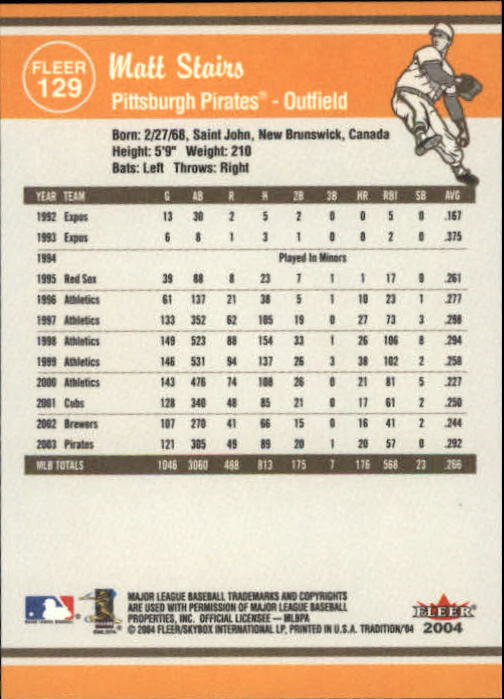 FLEER
129
Matt Stairs
Pittsburgh Pirates® - Outfield
Born: 2/27/68, Saint John, New Brunswick, Canada
Height: 5'9" Weight: 210
Bats: Left Throws: Right
YEAR TEAM G AB R H 2B 3B HR RBI SB AVG
1992 Expos 13 30 2 5 2 0 0 5 0 .167
1993 Expos 6 8 1 3 1 0 0 2 0 .375
1994 Played In Minors
1995 Red Sox 39 88 8 23 7 1 1 17 0 .261
1996 Athletics 61 137 21 38 5 1 10 23 1 .277
1997 Athletics 133 352 62 105 19 0 27 73 3 .298
1998 Athletics 149 523 88 154 33 1 26 106 8 .294
1999 Athletics 146 531 94 137 26 3 38 102 2 .258
2000 Athletics 143 476 74 108 26 0 21 81 5 .227
2001 Cubs 128 340 48 85 21 0 17 61 2 .250
2002 Brewers 107 270 41 66 15 0 16 41 2 .244
2003 Pirates 121 305 49 89 20 1 20 57 0 .292
MLB TOTALS 1046 3060 488 813 175 7 176 568 23 .266
MAJOR LEAGUE BASEBALL TRADEMARKS AND COPYRIGHTS
ARE USED WITH PERMISSION OF MAJOR LEAGUE BASEBALL
PROPERTIES, INC. OFFICIAL LICENSEE — MLBPA
© 2004 FLEER/SKYBOX INTERNATIONAL LP, PRINTED IN U.S.A. TRADITION/'04
FLEER
2004